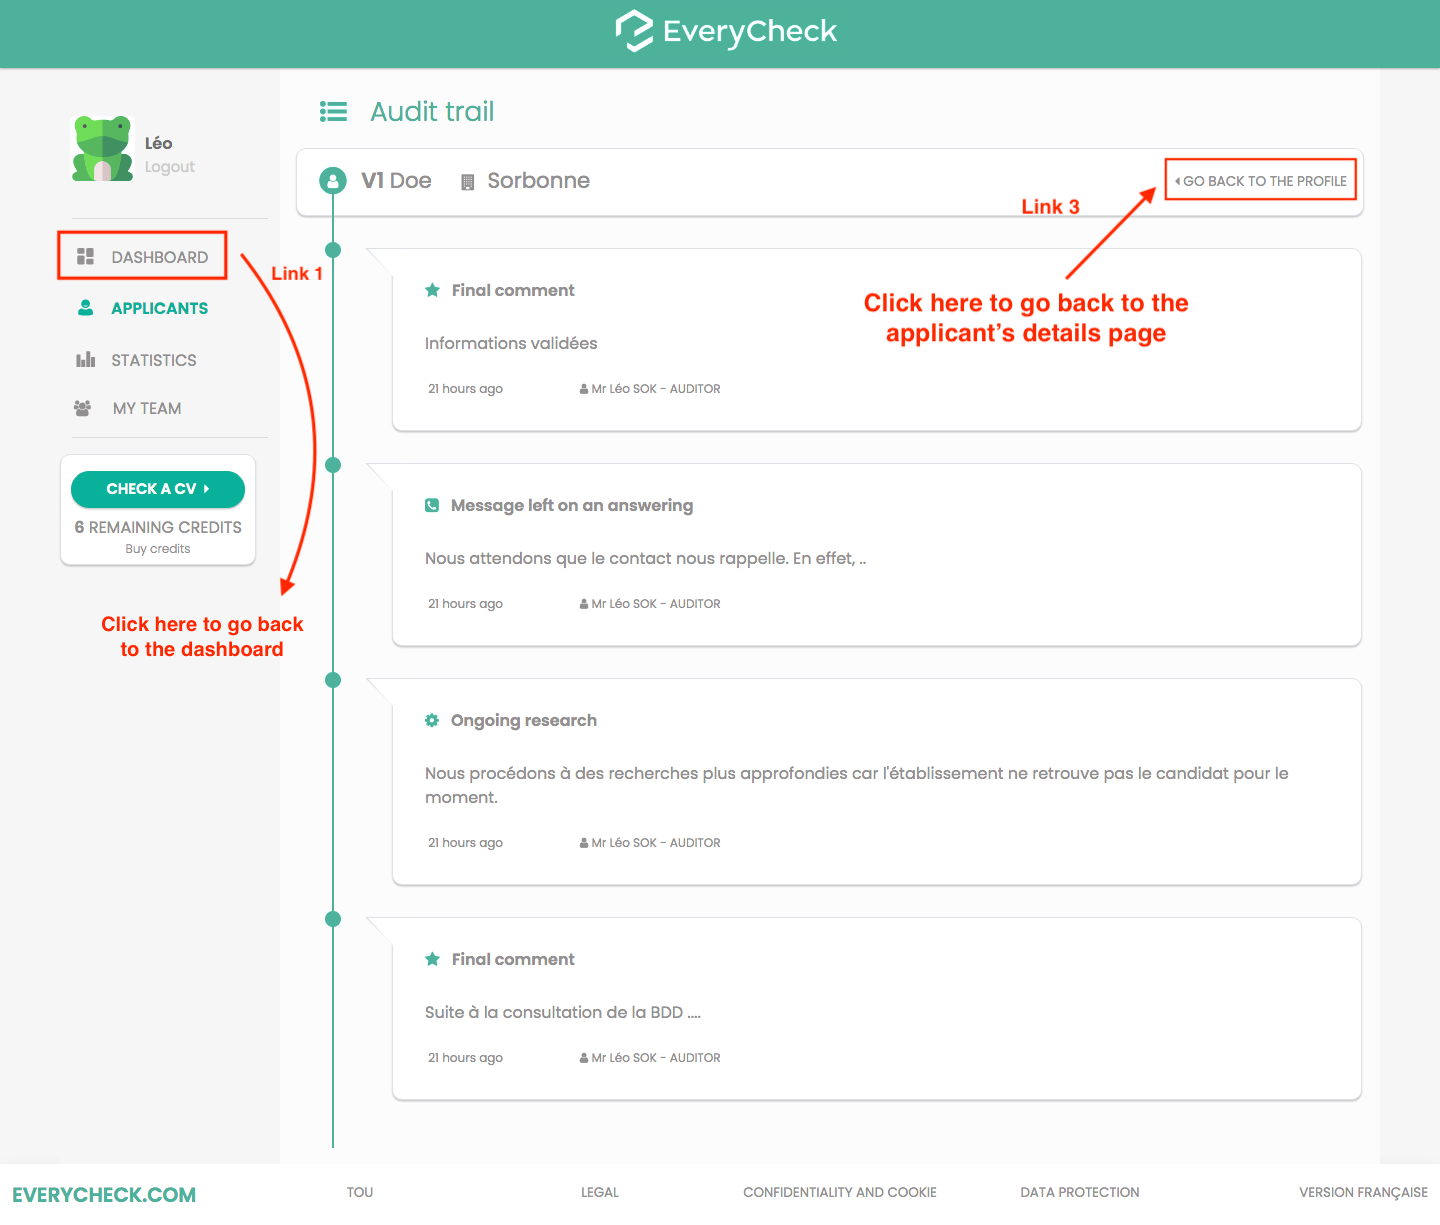 EveryCheck
Léo
Logout
DASHBOARD
Link 1
APPLICANTS
STATISTICS
MY TEAM
CHECK A CV
6 REMAINING CREDITS
Buy credits
Click here to go back
to the dashboard
Audit trail
V1 Doe
Sorbonne
GO BACK TO THE PROFILE
Link 3
Click here to go back to the
applicant’s details page
Final comment
Informations validées
21 hours ago
Mr Léo SOK - AUDITOR
Message left on an answering
Nous attendons que le contact nous rappelle. En effet, ..
21 hours ago
Mr Léo SOK - AUDITOR
Ongoing research
Nous procédons à des recherches plus approfondies car l'établissement ne retrouve pas le candidat pour le
moment.
21 hours ago
Mr Léo SOK - AUDITOR
Final comment
Suite à la consultation de la BDD ....
21 hours ago
Mr Léo SOK - AUDITOR
EVERYCHECK.COM
TOU
LEGAL
CONFIDENTIALITY AND COOKIE
DATA PROTECTION
VERSION FRANÇAISE